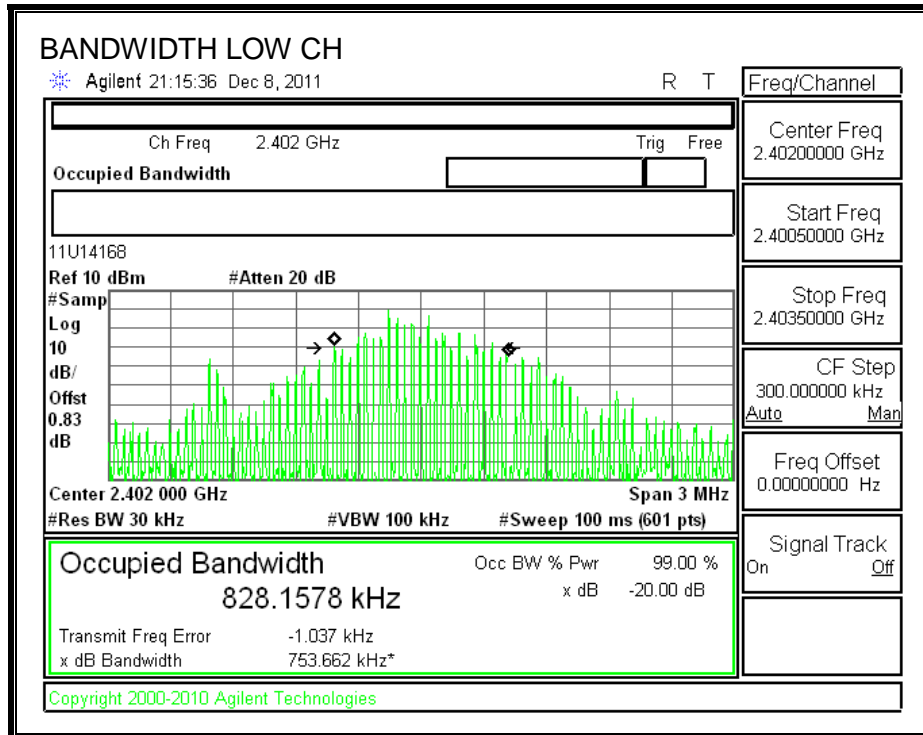 BANDWIDTH LOW CH
Agilent 21:15:36 Dec 8, 2011 R T
Freq/Channel
Ch Freq 2.402 GHz Trig Free
Occupied Bandwidth
Center Freq
2.40200000 GHz
Start Freq
2.40050000 GHz
Stop Freq
2.40350000 GHz
CF Step
300.000000 kHz
Auto Man
Freq Offset
0.00000000 Hz
Signal Track
On Off
11U14168
Ref 10 dBm #Atten 20 dB
#Samp
Log
10
dB/
Offst
0.83
dB
Center 2.402 000 GHz Span 3 MHz
#Res BW 30 kHz #VBW 100 kHz #Sweep 100 ms (601 pts)
Occupied Bandwidth Occ BW % Pwr 99.00 %
828.1578 kHz x dB -20.00 dB
Transmit Freq Error -1.037 kHz
x dB Bandwidth 753.662 kHz*
Copyright 2000-2010 Agilent Technologies